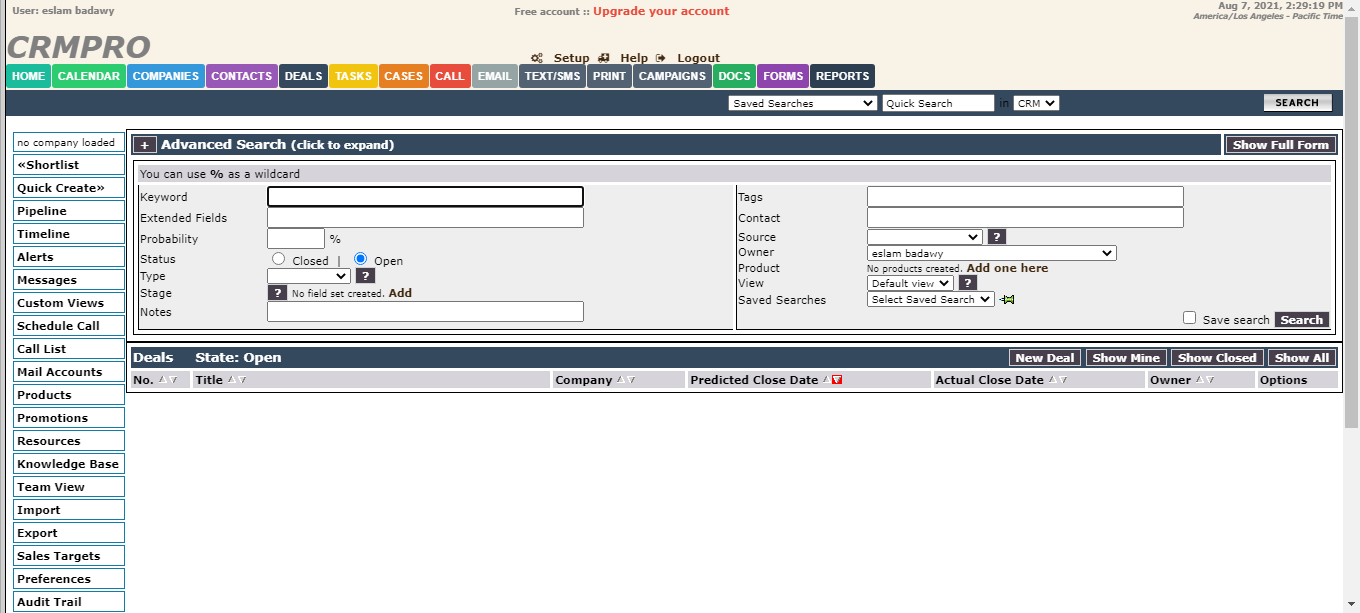 User: eslam badawy
Free account :: Upgrade your account
Aug 7, 2021, 2:29:19 PM
America/Los Angeles - Pacific Time
CRMPRO
Setup Help Logout
HOME CALENDAR COMPANIES CONTACTS DEALS TASKS CASES CALL EMAIL TEXT/SMS PRINT CAMPAIGNS DOCS FORMS REPORTS
Saved Searches Quick Search in CRM SEARCH
no company loaded
«Shortlist
Quick Create»
Pipeline
Timeline
Alerts
Messages
Custom Views
Schedule Call
Call List
Mail Accounts
Products
Promotions
Resources
Knowledge Base
Team View
Import
Export
Sales Targets
Preferences
Audit Trail
+ Advanced Search (click to expand) Show Full Form
You can use % as a wildcard
Keyword
Extended Fields
Probability %
Status Closed | Open
Type ?
Stage ? No field set created. Add
Notes
Tags
Contact
Source ?
Owner eslam badawy
Product No products created. Add one here
View Default view ?
Saved Searches Select Saved Search
Save search Search
Deals State: Open New Deal Show Mine Show Closed Show All
No. Title Company Predicted Close Date Actual Close Date Owner Options